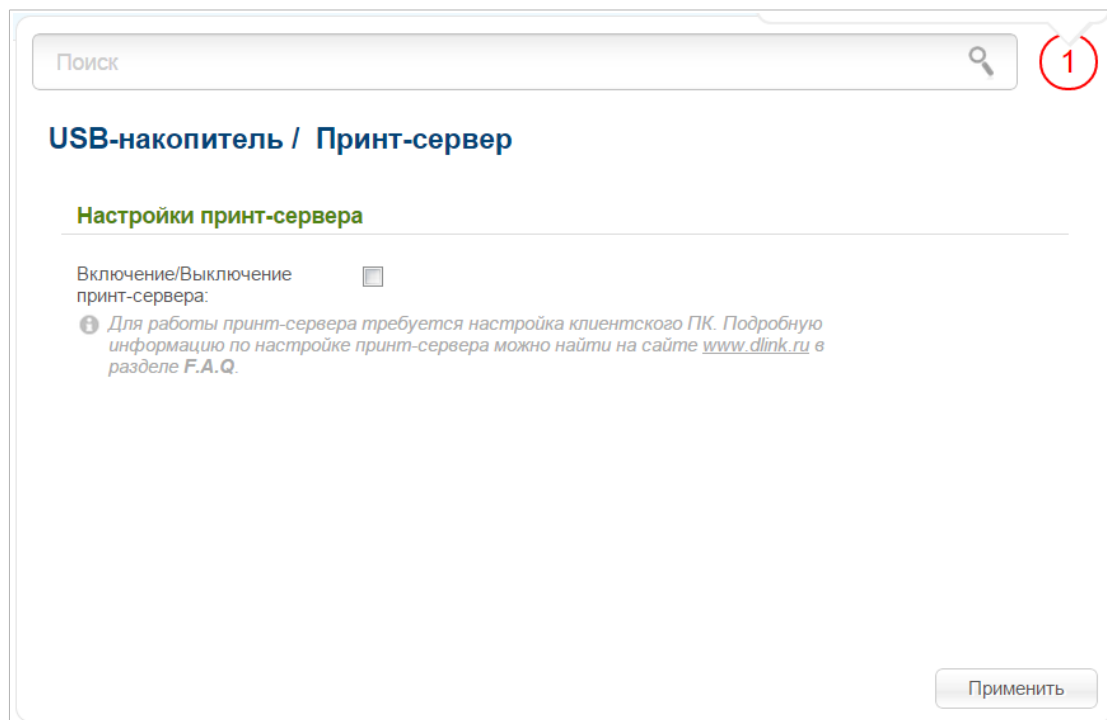 Поиск
1
USB-накопитель / Принт-сервер
Настройки принт-сервера
Включение/Выключение
принт-сервера:
Для работы принт-сервера требуется настройка клиентского ПК. Подробную
информацию по настройке принт-сервера можно найти на сайте www.dlink.ru в
разделе F.A.Q.
Применить